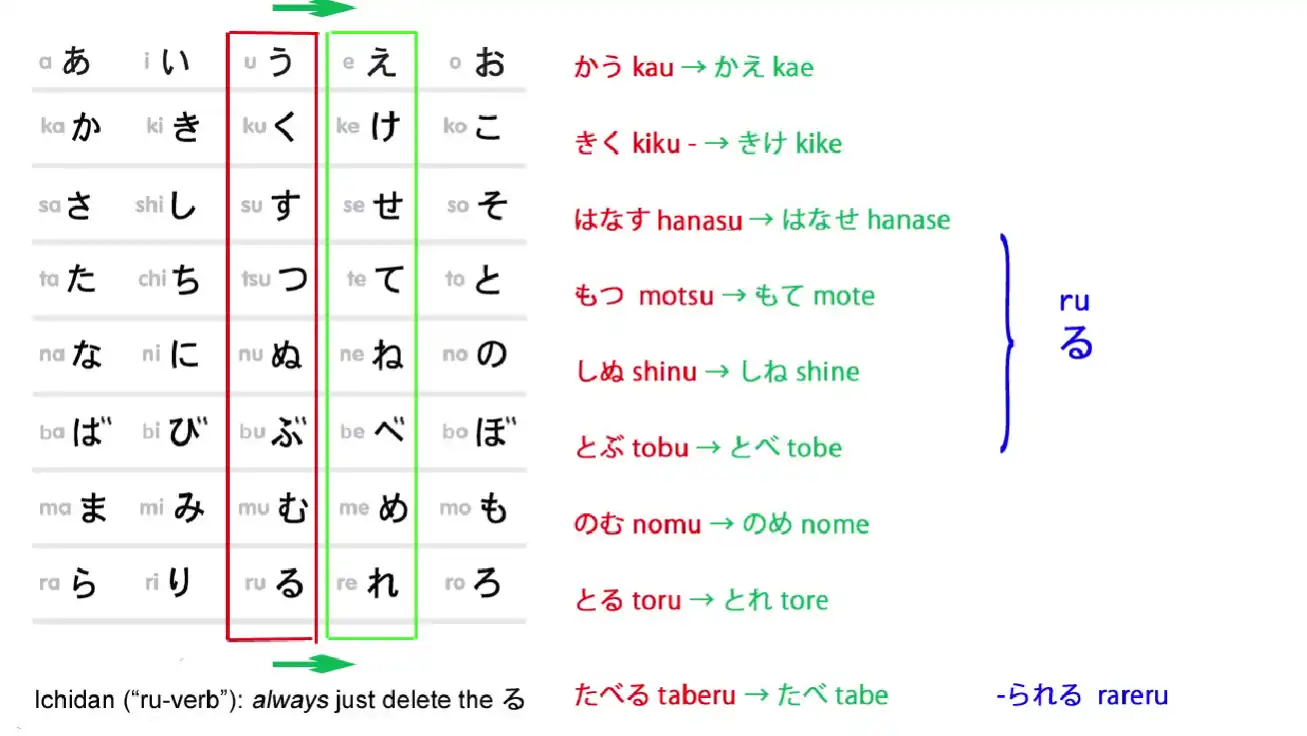 a あ i い u う e え o お
かう kau → かえ kae
ka か ki き ku く ke け ko こ
きく kiku - → きけ kike
sa さ shi し su す se せ so そ
はなす hanasu → はなせ hanase
ta た chi ち tsu つ te て to と
もつ motsu → もて mote
ru
る
na な ni に nu ぬ ne ね no の
しぬ shinu → しね shine
ba ば bi び bu ぶ be べ bo ぼ
とぶ tobu → とべ tobe
ma ま mi み mu む me め mo も
のむ nomu → のめ nome
ra ら ri り ru る re れ ro ろ
とる toru → とれ tore
Ichidan (“ru-verb”): always just delete the る
たべる taberu → たべ tabe
-られる rareru